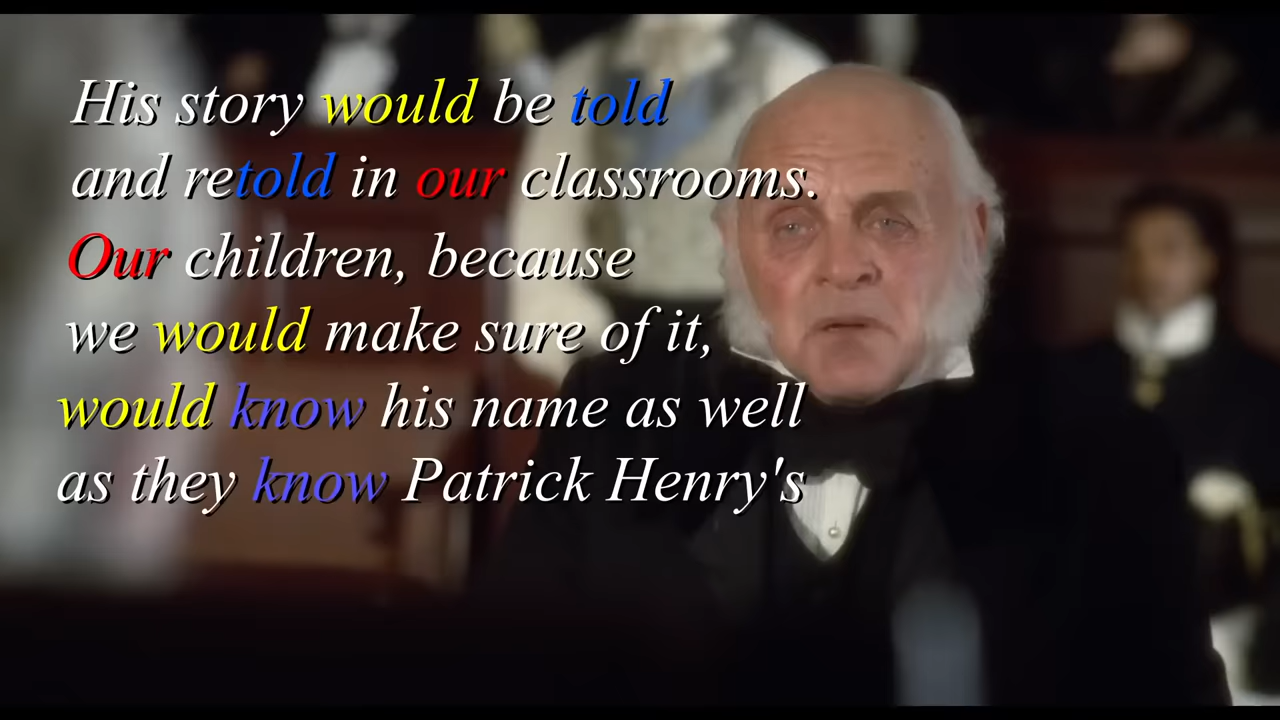 His story would be told
and retold in our classrooms.
Our children, because
we would make sure of it,
would know his name as well
as they know Patrick Henry's